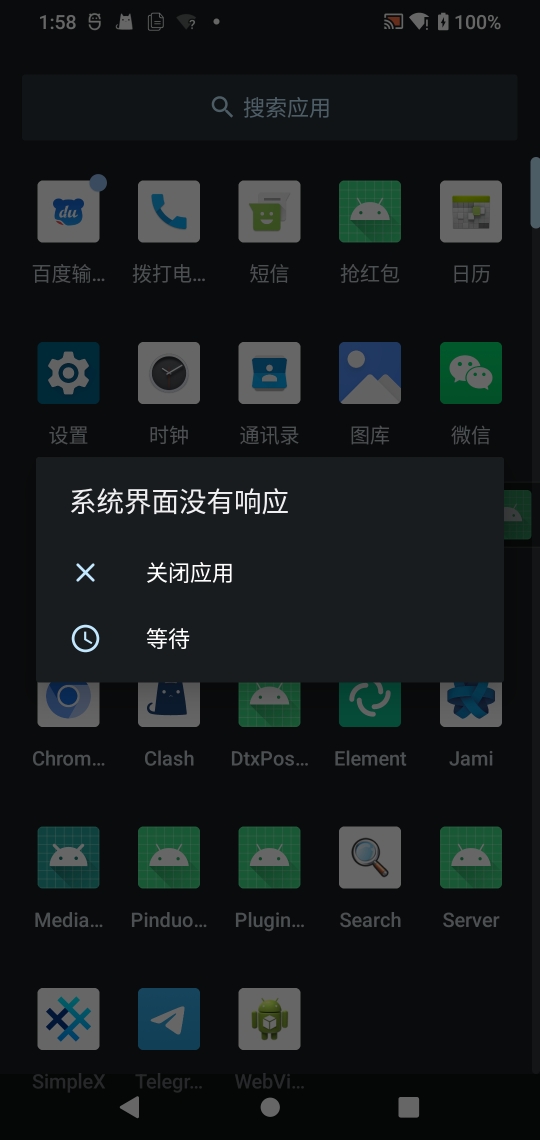 1:58
100%
搜索应用
百度输…
拨打电…
短信
抢红包
日历
设置
时钟
通讯录
图库
微信
系统界面没有响应
关闭应用
等待
Chrom…
Clash
DtxPos…
Element
Jami
Media…
Pinduo…
Plugin…
Search
Server
SimpleX
Telegr…
WebVi…